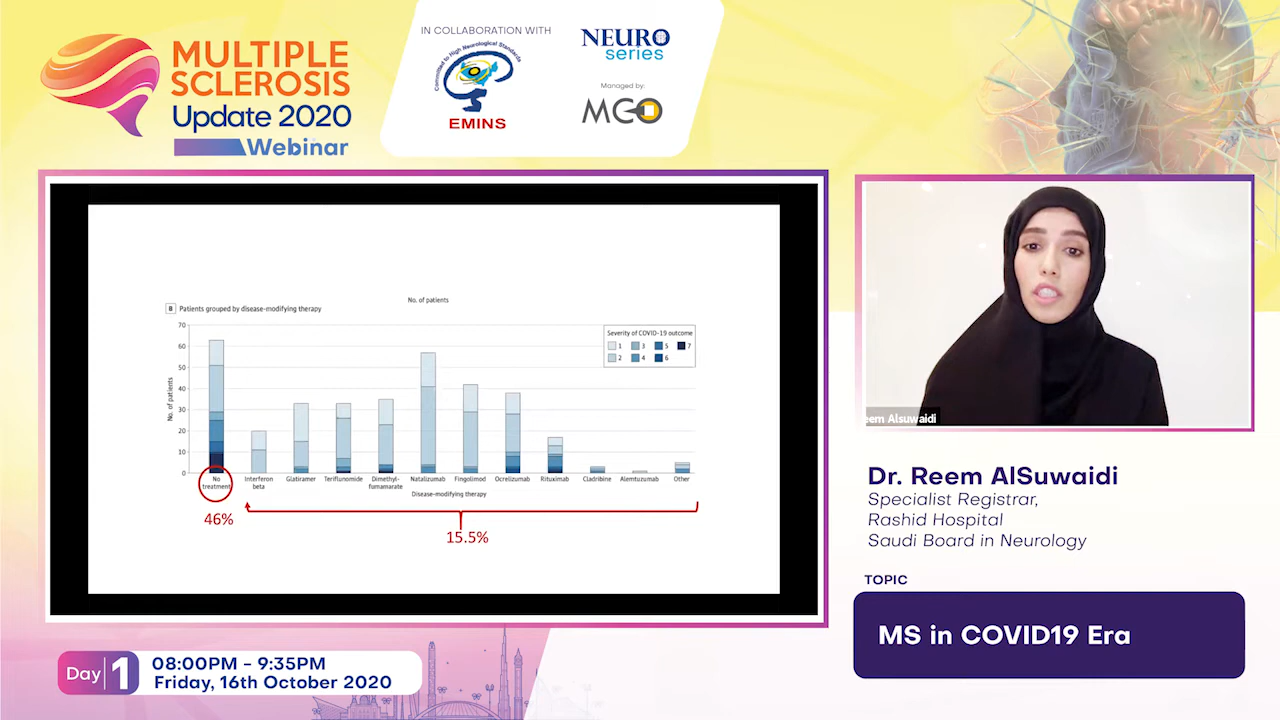 MULTIPLE
SCLEROSIS
Update 2020
Webinar
IN COLLABORATION WITH
Committed to High Neurological Standards
EMINS
NEURO
series
Managed by:
MCO
No. of patients
B Patients grouped by disease-modifying therapy
70
60
50
40
30
20
10
0
No. of patients
Severity of COVID-19 outcome
1 3 5 7
2 4 6
No treatment
Interferon beta
Glatiramer
Teriflunomide
Dimethyl-fumamarate
Natalizumab
Fingolimod
Ocrelizumab
Rituximab
Cladribine
Alemtuzumab
Other
Disease-modifying therapy
46%
15.5%
eem Alsuwaidi
Dr. Reem AlSuwaidi
Specialist Registrar,
Rashid Hospital
Saudi Board in Neurology
TOPIC
MS in COVID19 Era
Day 1
08:00PM - 9:35PM
Friday, 16th October 2020